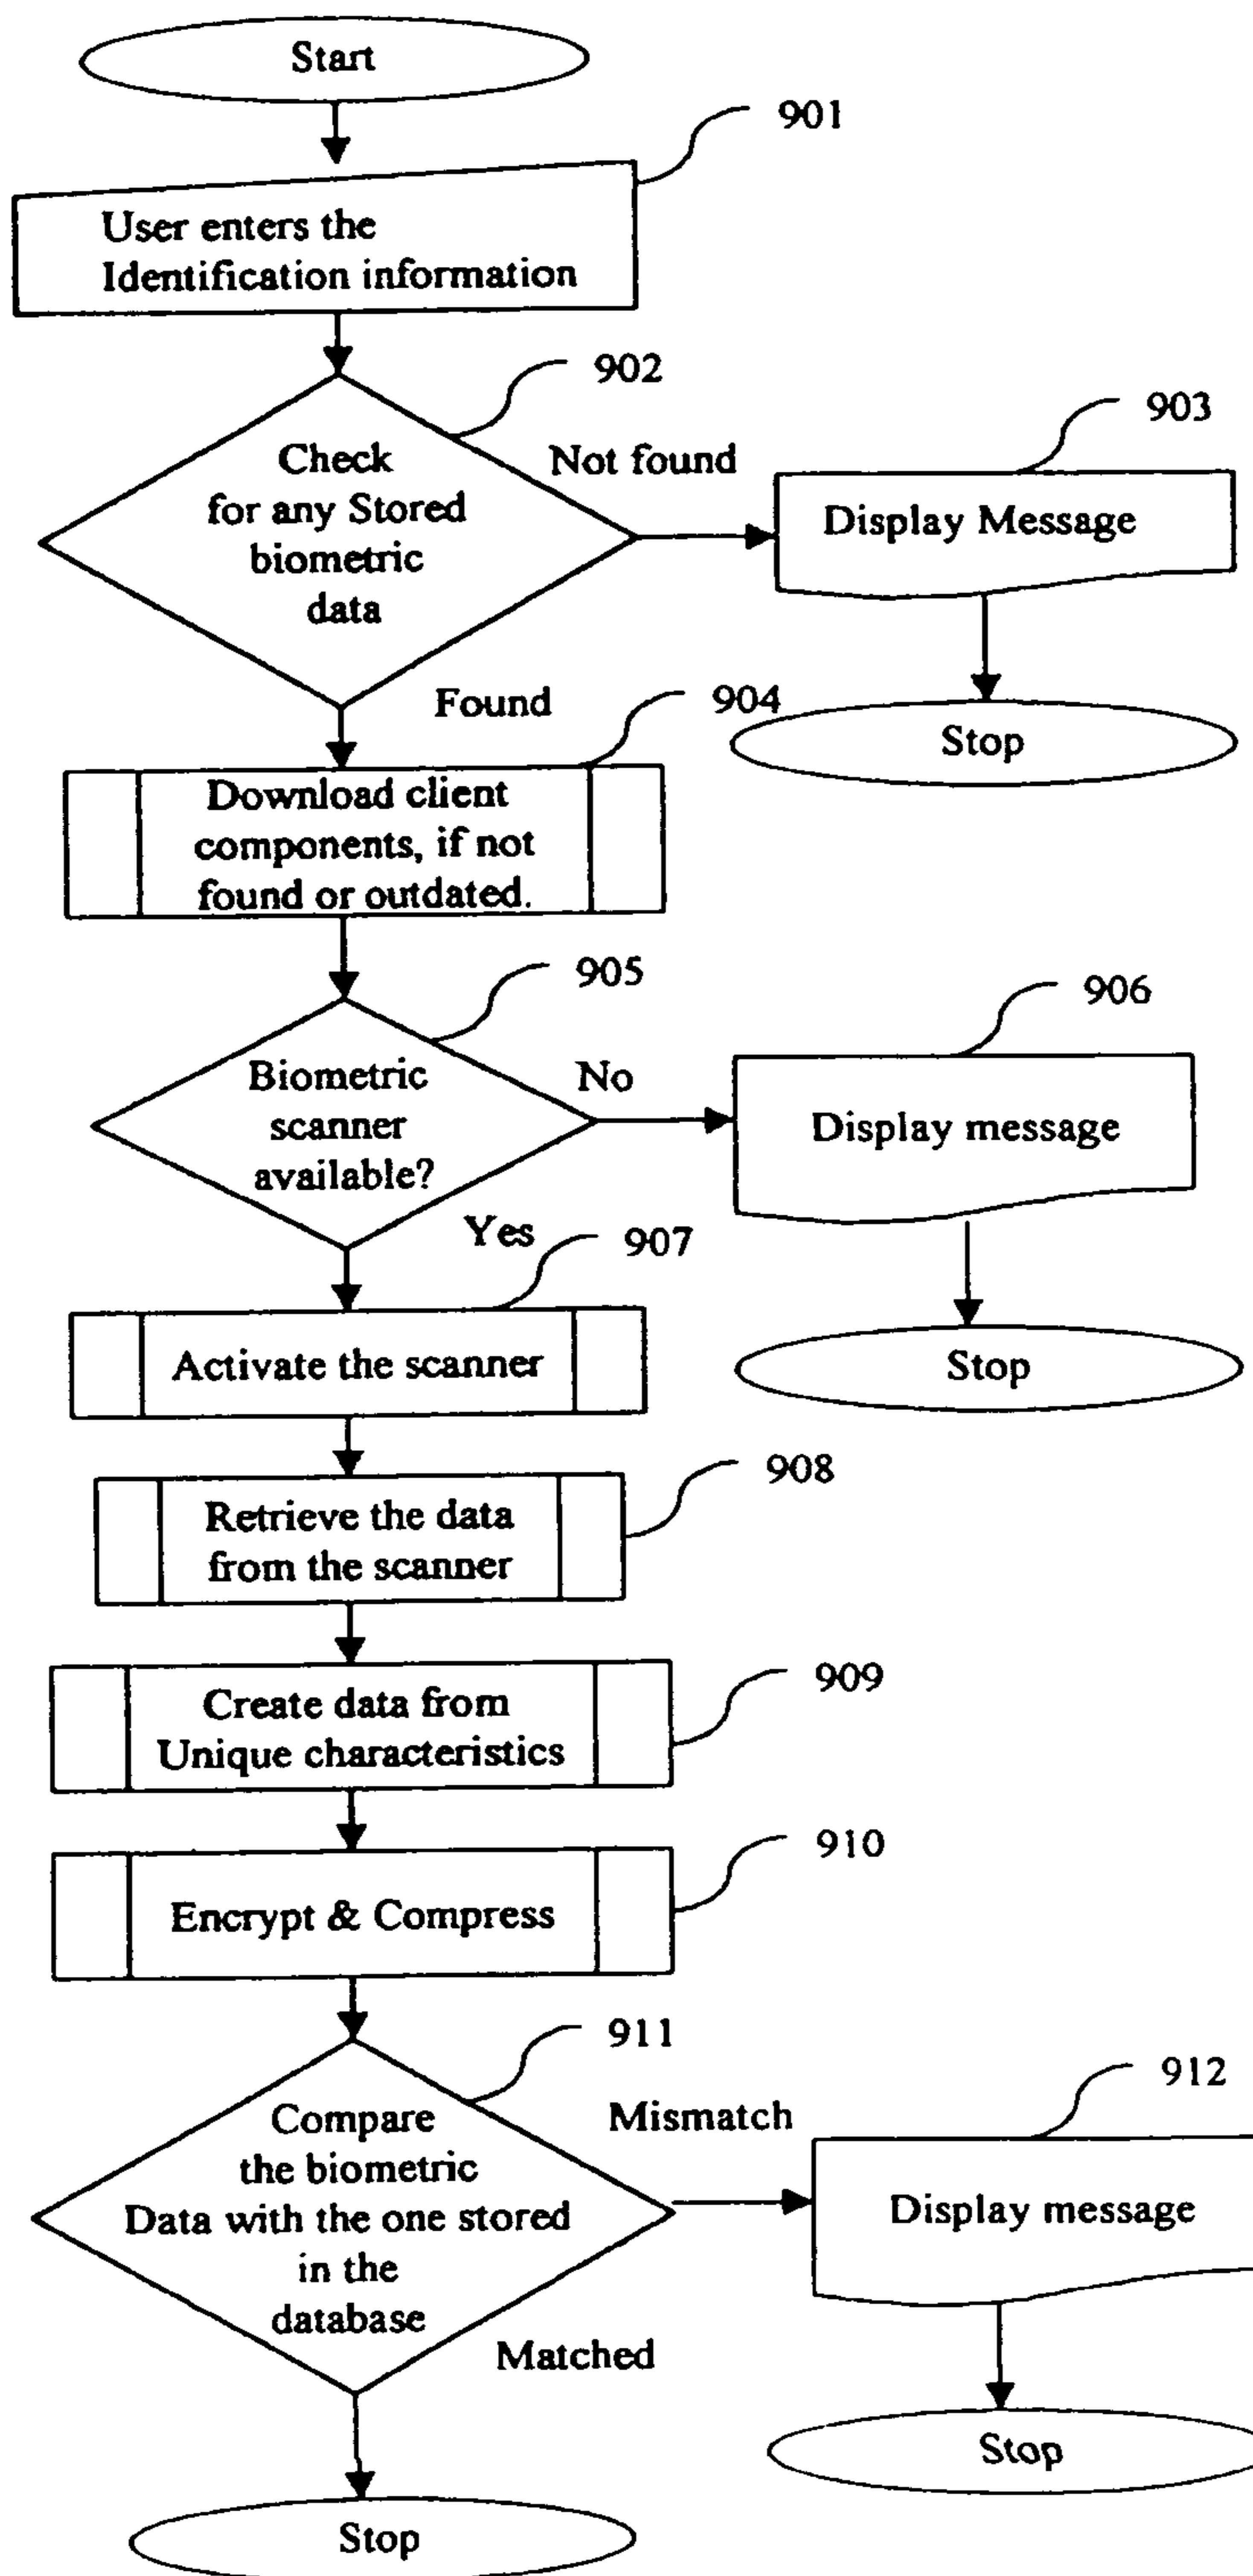 Start
901
User enters the
Identification information
902
Check
for any Stored
biometric
data
Not found
903
Display Message
Stop
Found
904
Download client
components, if not
found or outdated.
905
Biometric
scanner
available?
No
906
Display message
Stop
Yes
907
Activate the scanner
908
Retrieve the data
from the scanner
909
Create data from
Unique characteristics
910
Encrypt & Compress
911
Compare
the biometric
Data with the one stored
in the
database
Mismatch
912
Display message
Stop
Matched
Stop